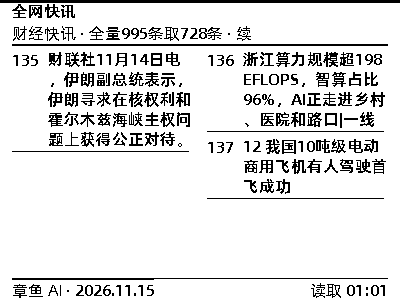 全网快讯
财经快讯 · 全量995条取728条 · 续
135 财联社11月14日电
，伊朗副总统表示，
伊朗寻求在核权利和
霍尔木兹海峡主权问
题上获得公正对待。
136 浙江算力规模超198
EFLOPS，智算占比
96%，AI正走进乡村
、医院和路口|一线
137 12 我国10吨级电动
商用飞机有人驾驶首
飞成功
章鱼 AI · 2026.11.15
读取 01:01